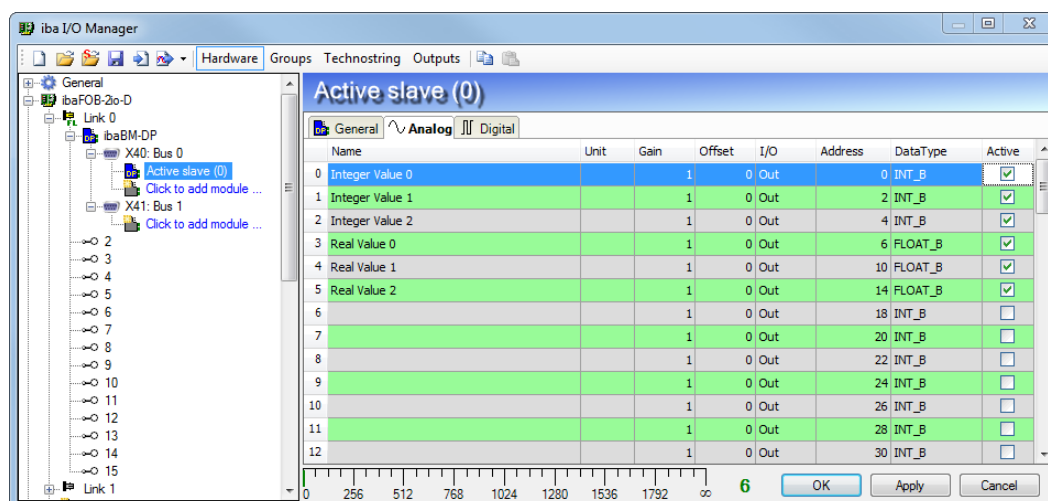 iba I/O Manager
Hardware Groups Technostring Outputs
General
ibaFOB-2io-D
Link 0
ibaBM-DP
X40: Bus 0
Active slave (0)
Click to add module ...
X41: Bus 1
Click to add module ...
2
3
4
5
6
7
8
9
10
11
12
13
14
15
Link 1
Active slave (0)
General Analog Digital
Name Unit Gain Offset I/O Address DataType Active
0 Integer Value 0 1 0 Out 0 INT_B
1 Integer Value 1 1 0 Out 2 INT_B
2 Integer Value 2 1 0 Out 4 INT_B
3 Real Value 0 1 0 Out 6 FLOAT_B
4 Real Value 1 1 0 Out 10 FLOAT_B
5 Real Value 2 1 0 Out 14 FLOAT_B
6 1 0 Out 18 INT_B
7 1 0 Out 20 INT_B
8 1 0 Out 22 INT_B
9 1 0 Out 24 INT_B
10 1 0 Out 26 INT_B
11 1 0 Out 28 INT_B
12 1 0 Out 30 INT_B
0 256 512 768 1024 1280 1536 1792 ∞ 6 OK Apply Cancel